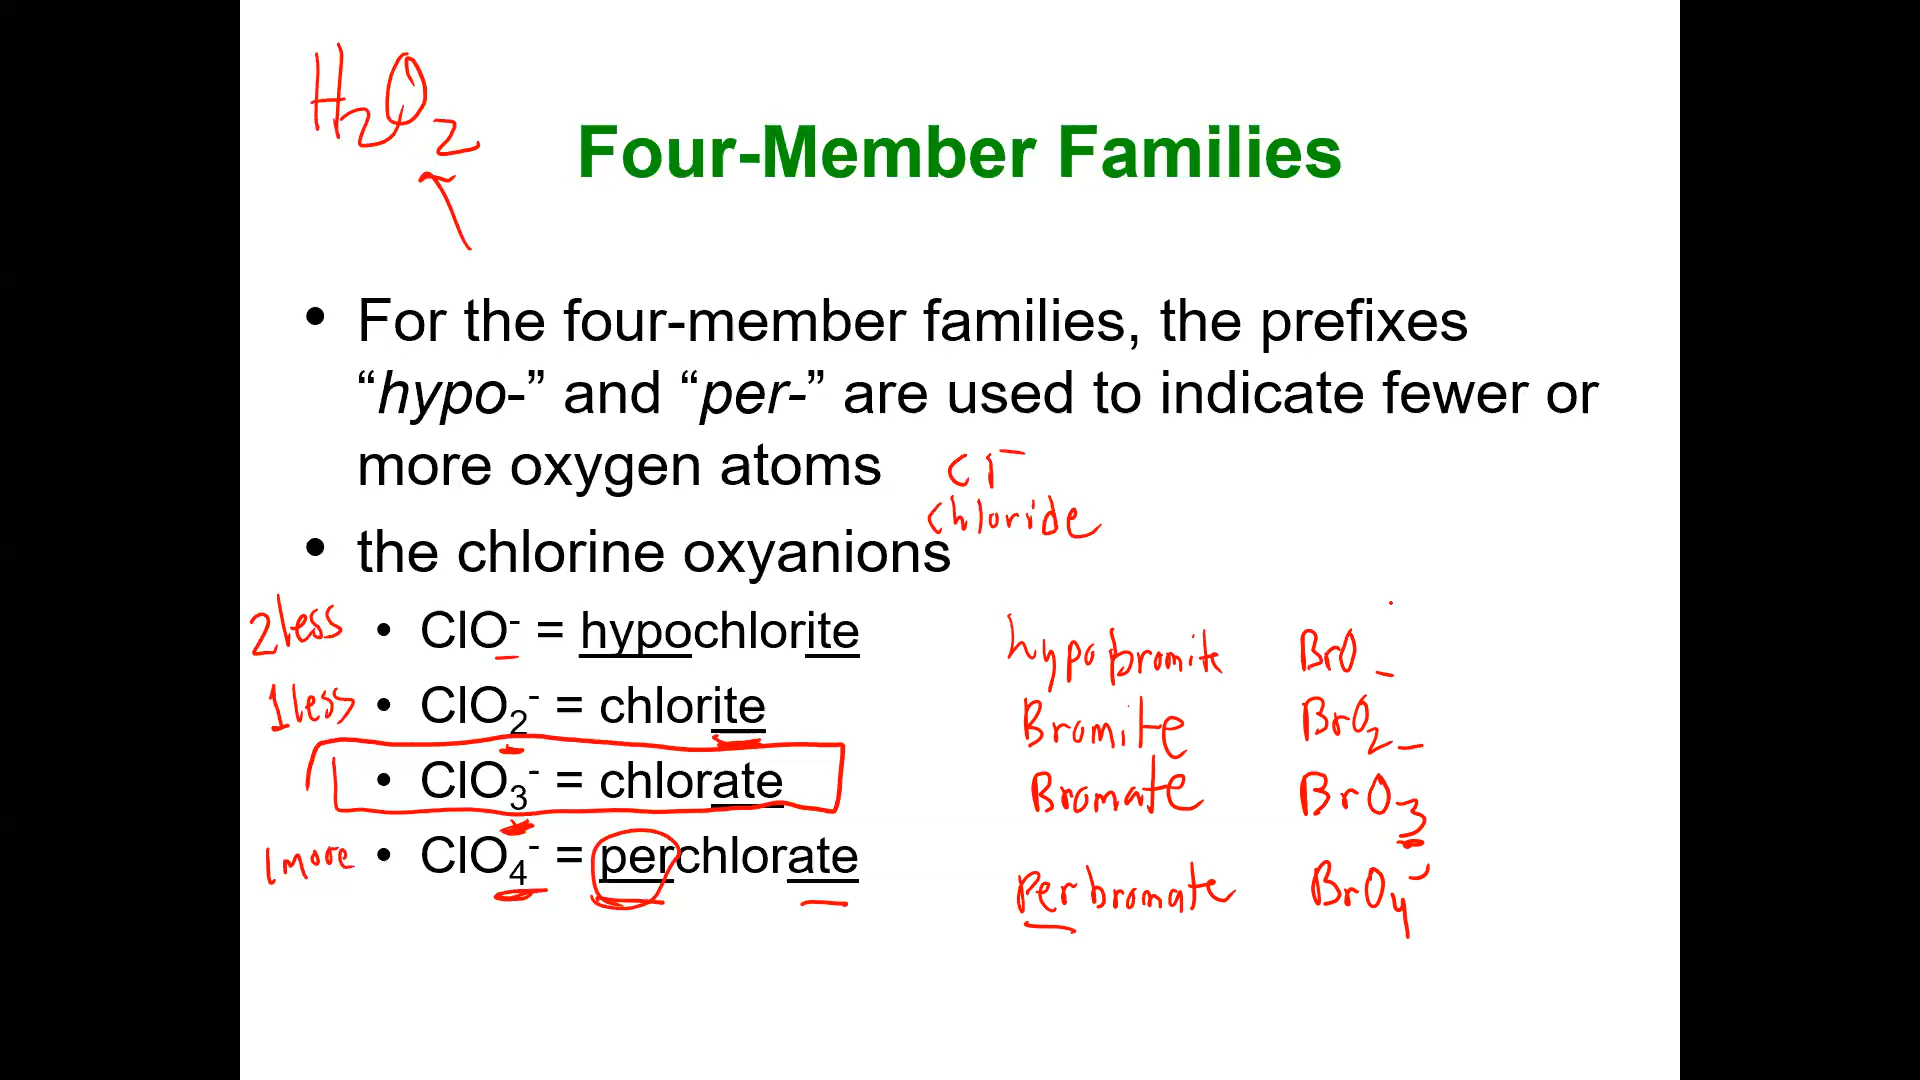 H₂O₂
Four-Member Families
• For the four-member families, the prefixes
“hypo-” and “per-” are used to indicate fewer or
more oxygen atoms
Cl⁻
chloride
• the chlorine oxyanions
2 less • ClO⁻ = hypochlorite hypobromite BrO
1 less • ClO₂⁻ = chlorite Bromite BrO₂
• ClO₃⁻ = chlorate Bromate BrO₃
1 more • ClO₄⁻ = perchlorate perbromate BrO₄⁻